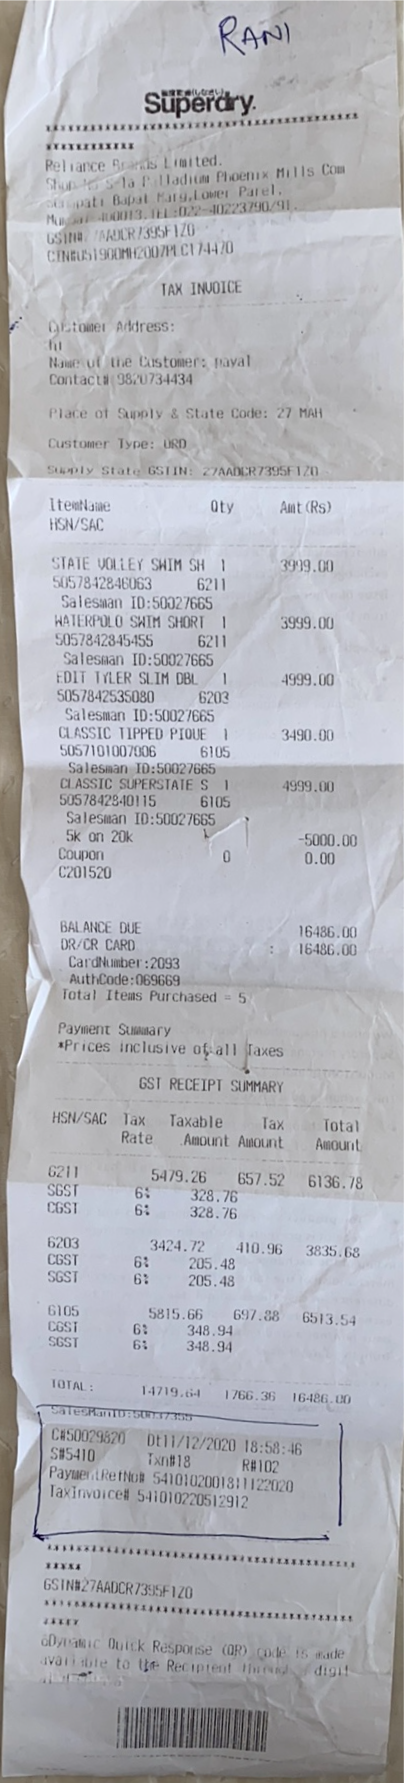 RANI
極度乾燥(しなさい)
Superdry.
Reliance Brands Limited.
Palladium Phoenix Mills Com
Bapat Marg,Lower Parel.
400013.TEL:022-40223790/91.
GSTIN#
CIN#U51900MH2007PLC174470
TAX INVOICE
Customer Address:
Name of the Customer: payal
Contact# 9820734434
Place of Supply & State Code: 27 MAH
Customer Type: URD
Supply State GSTIN: 27AADCR7395F1Z0
ItemName Qty Amt(Rs)
HSN/SAC
STATE VOLLEY SWIM SH 1 3999.00
5057842846063 6211
Salesman ID:50027665
WATERPOLO SWIM SHORT 1 3999.00
5057842845455 6211
Salesman ID:50027665
EDIT TYLER SLIM DBL 1 4999.00
5057842535080 6203
Salesman ID:50027665
CLASSIC TIPPED PIQUE 1 3490.00
5057101007006 6105
Salesman ID:50027665
CLASSIC SUPERSTATE S 1 4999.00
5057842840115 6105
Salesman ID:50027665
5k on 20k -5000.00
Coupon 0 0.00
C201520
BALANCE DUE 16486.00
DR/CR CARD : 16486.00
CardNumber:2093
AuthCode:069669
Total Items Purchased = 5
Payment Summary
*Prices inclusive of all Taxes
GST RECEIPT SUMMARY
HSN/SAC Tax Taxable Tax Total
Rate Amount Amount Amount
6211 5479.26 657.52 6136.78
SGST 6% 328.76
CGST 6% 328.76
6203 3424.72 410.96 3835.68
CGST 6% 205.48
SGST 6% 205.48
6105 5815.66 697.88 6513.54
CGST 6% 348.94
SGST 6% 348.94
TOTAL: 14719.64 1766.36 16486.00
SalesManID:50037355
C#50029820 Dt11/12/2020 18:58:46
S#5410 Txn#18 R#102
PaymentRefNo# 5410102001811122020
TaxInvoice# 541010220512912
GSTIN#27AADCR7395F1Z0
Dynamic Quick Response (QR) code is made
available to the Recipient through digit